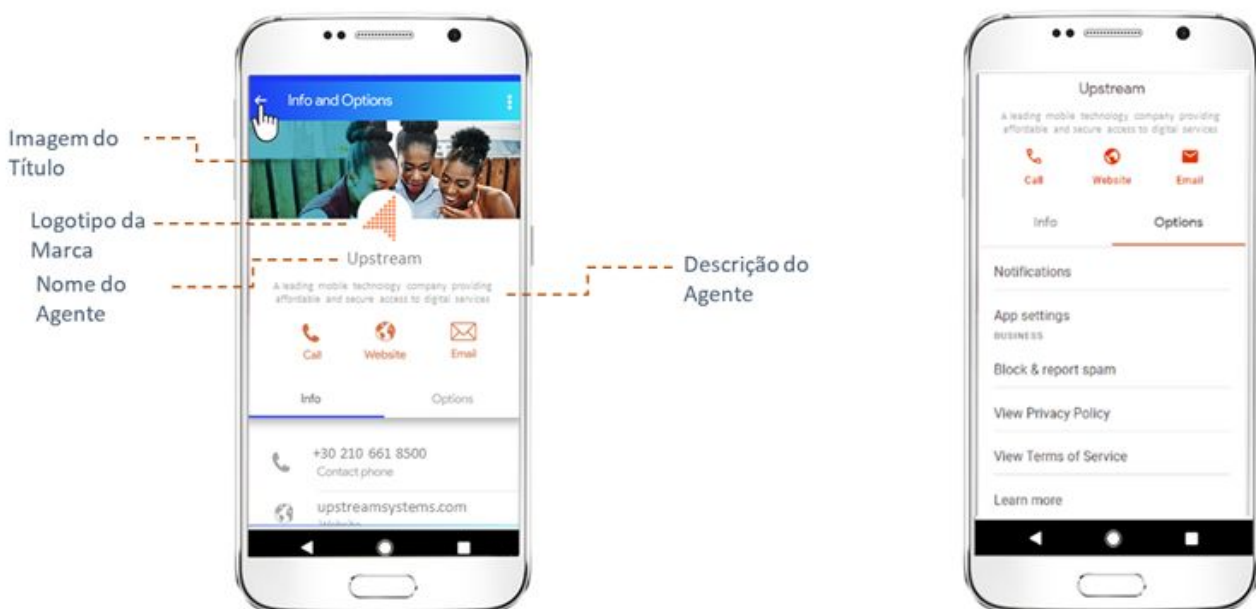 Imagem do
Título
Logotipo da
Marca
Nome do
Agente
Info and Options
Upstream
A leading mobile technology company providing
affordable and secure access to digital services
Call
Website
Email
Info
Options
+30 210 661 8500
Contact phone
upstreamsystems.com
Website
Descrição do
Agente
Upstream
A leading mobile technology company providing
affordable and secure access to digital services
Call
Website
Email
Info
Options
Notifications
App settings
BUSINESS
Block & report spam
View Privacy Policy
View Terms of Service
Learn more